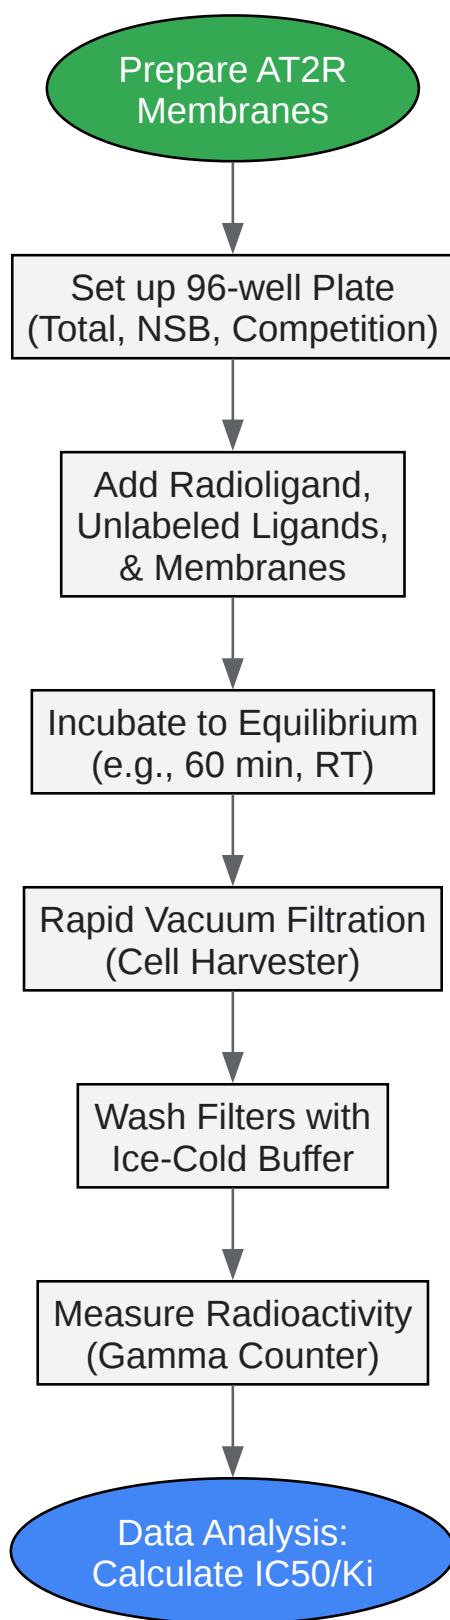 Prepare AT2R
Membranes
Set up 96-well Plate
(Total, NSB, Competition)
Add Radioligand,
Unlabeled Ligands,
& Membranes
Incubate to Equilibrium
(e.g., 60 min, RT)
Rapid Vacuum Filtration
(Cell Harvester)
Wash Filters with
Ice-Cold Buffer
Measure Radioactivity
(Gamma Counter)
Data Analysis:
Calculate IC50/Ki